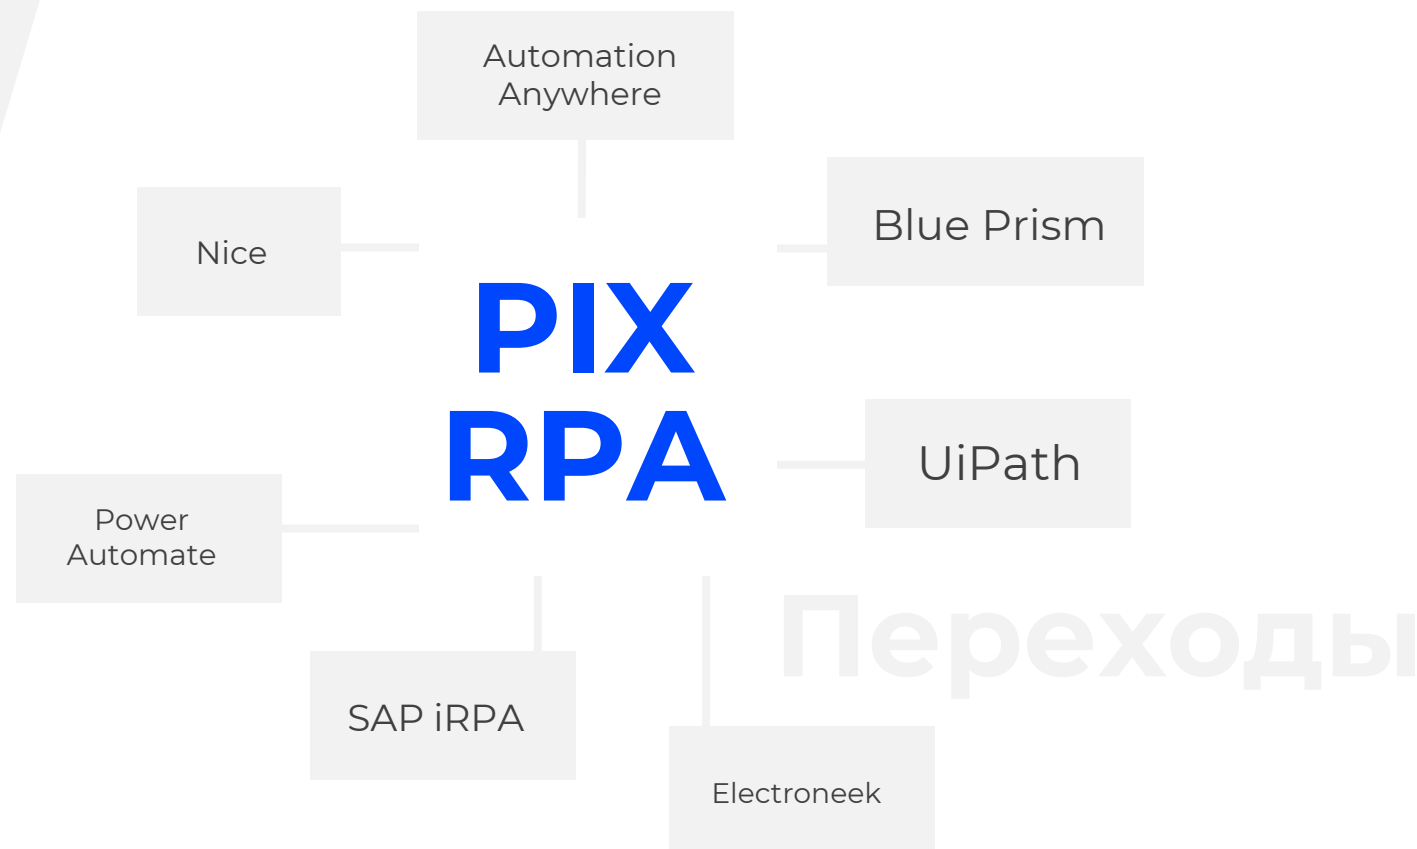 Automation
Anywhere
Blue Prism
Nice
PIX
RPA
UiPath
Power
Automate
Переходы
SAP iRPA
Electroneek